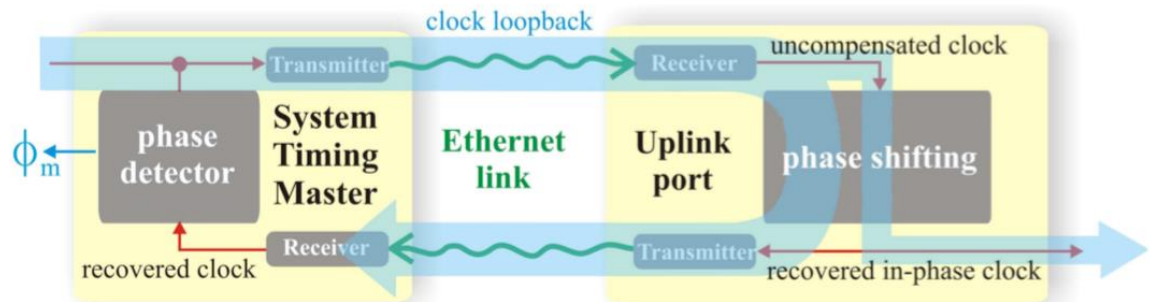 clock loopback
Transmitter
Receiver
uncompensated clock
phase
detector
System
Timing
Master
Ethernet
link
Uplink
port
phase shifting
ϕm
Receiver
Transmitter
recovered clock
recovered in-phase clock